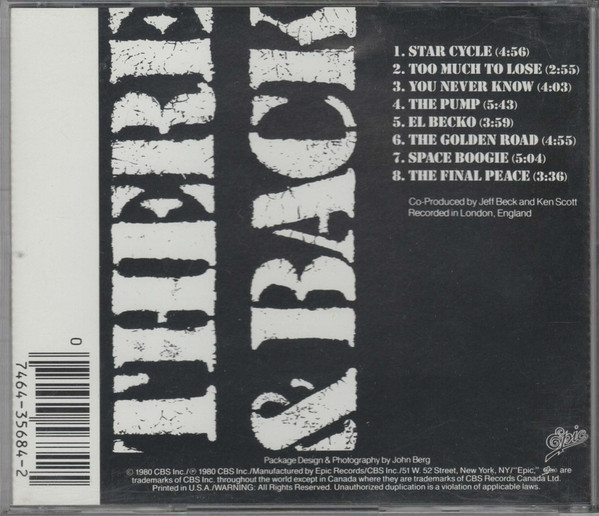 THERE
& BACK
1. STAR CYCLE (4:56)
2. TOO MUCH TO LOSE (2:55)
3. YOU NEVER KNOW (4:03)
4. THE PUMP (5:43)
5. EL BECKO (3:59)
6. THE GOLDEN ROAD (4:55)
7. SPACE BOOGIE (5:04)
8. THE FINAL PEACE (3:36)
Co-Produced by Jeff Beck and Ken Scott
Recorded in London, England
0
7464-35684-2
Epic
Package Design & Photography by John Berg
© 1980 CBS Inc./℗ 1980 CBS Inc./Manufactured by Epic Records/CBS Inc./51 W. 52 Street, New York, NY/"Epic," Epic are
trademarks of CBS Inc. throughout the world except in Canada where they are trademarks of CBS Records Canada Ltd.
Printed in U.S.A./WARNING: All Rights Reserved. Unauthorized duplication is a violation of applicable laws.